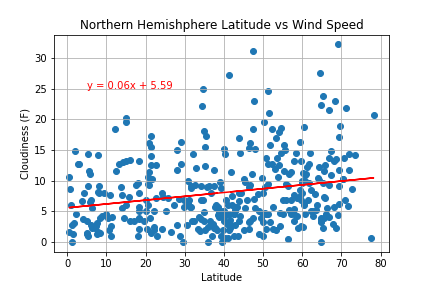 Northern Hemishphere Latitude vs Wind Speed
Cloudiness (F)
30
25
20
15
10
5
0
y = 0.06x + 5.59
0 10 20 30 40 50 60 70 80
Latitude